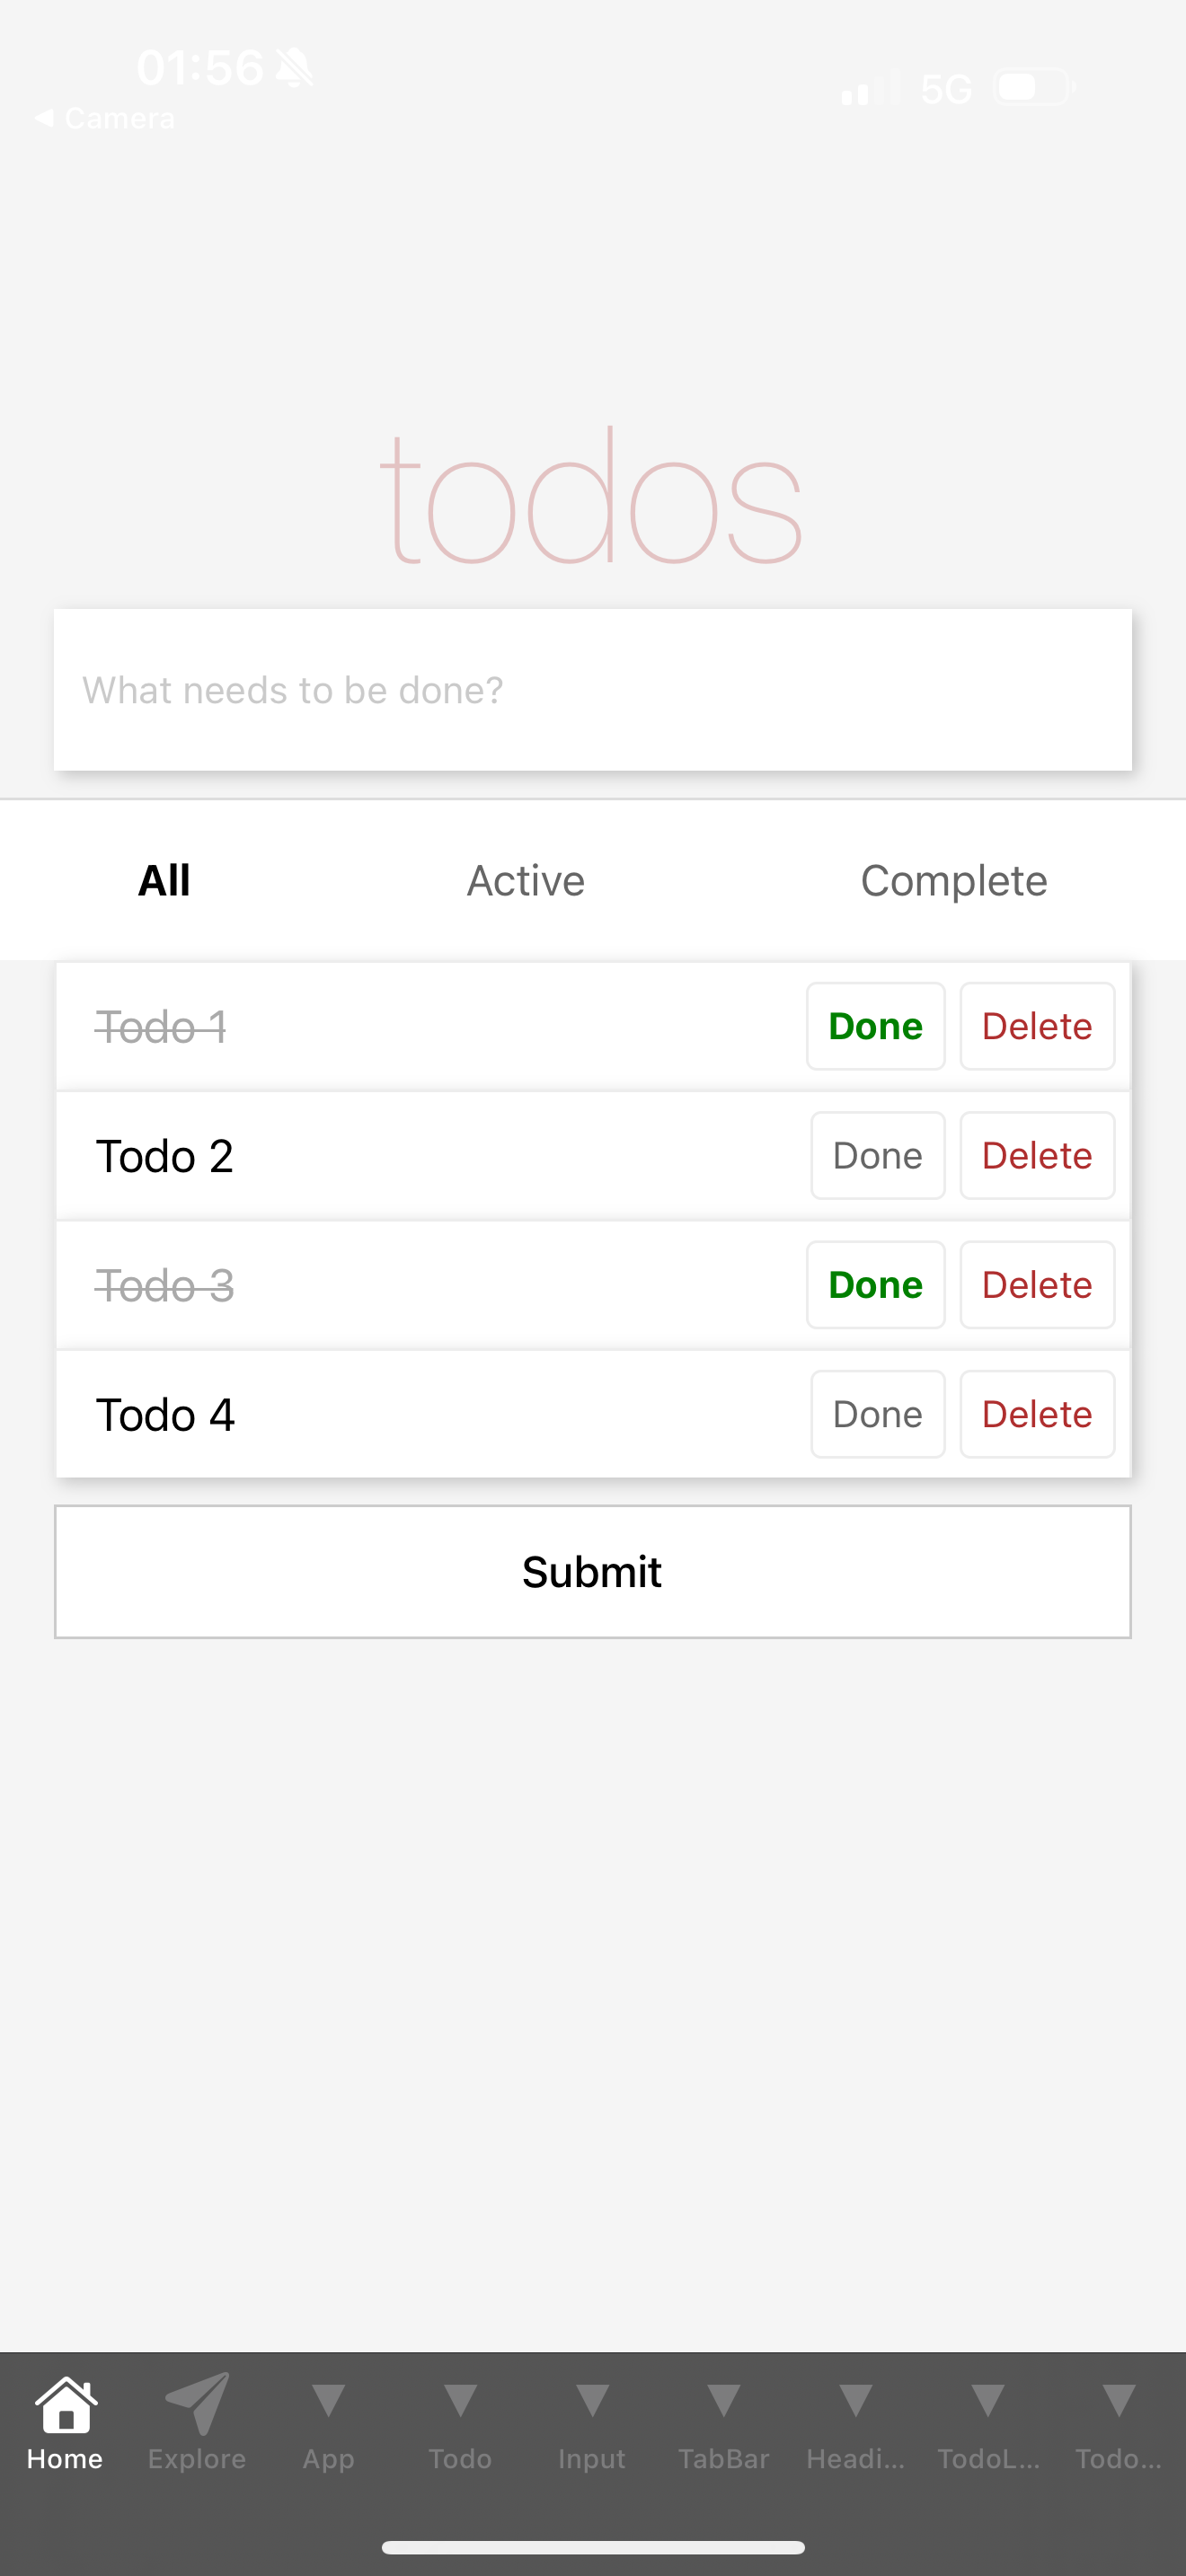 01:56
5G
◀ Camera
todos
What needs to be done?
All Active Complete
Todo 1 Done Delete
Todo 2 Done Delete
Todo 3 Done Delete
Todo 4 Done Delete
Submit
Home Explore App Todo Input TabBar Headi... TodoL... Todo...